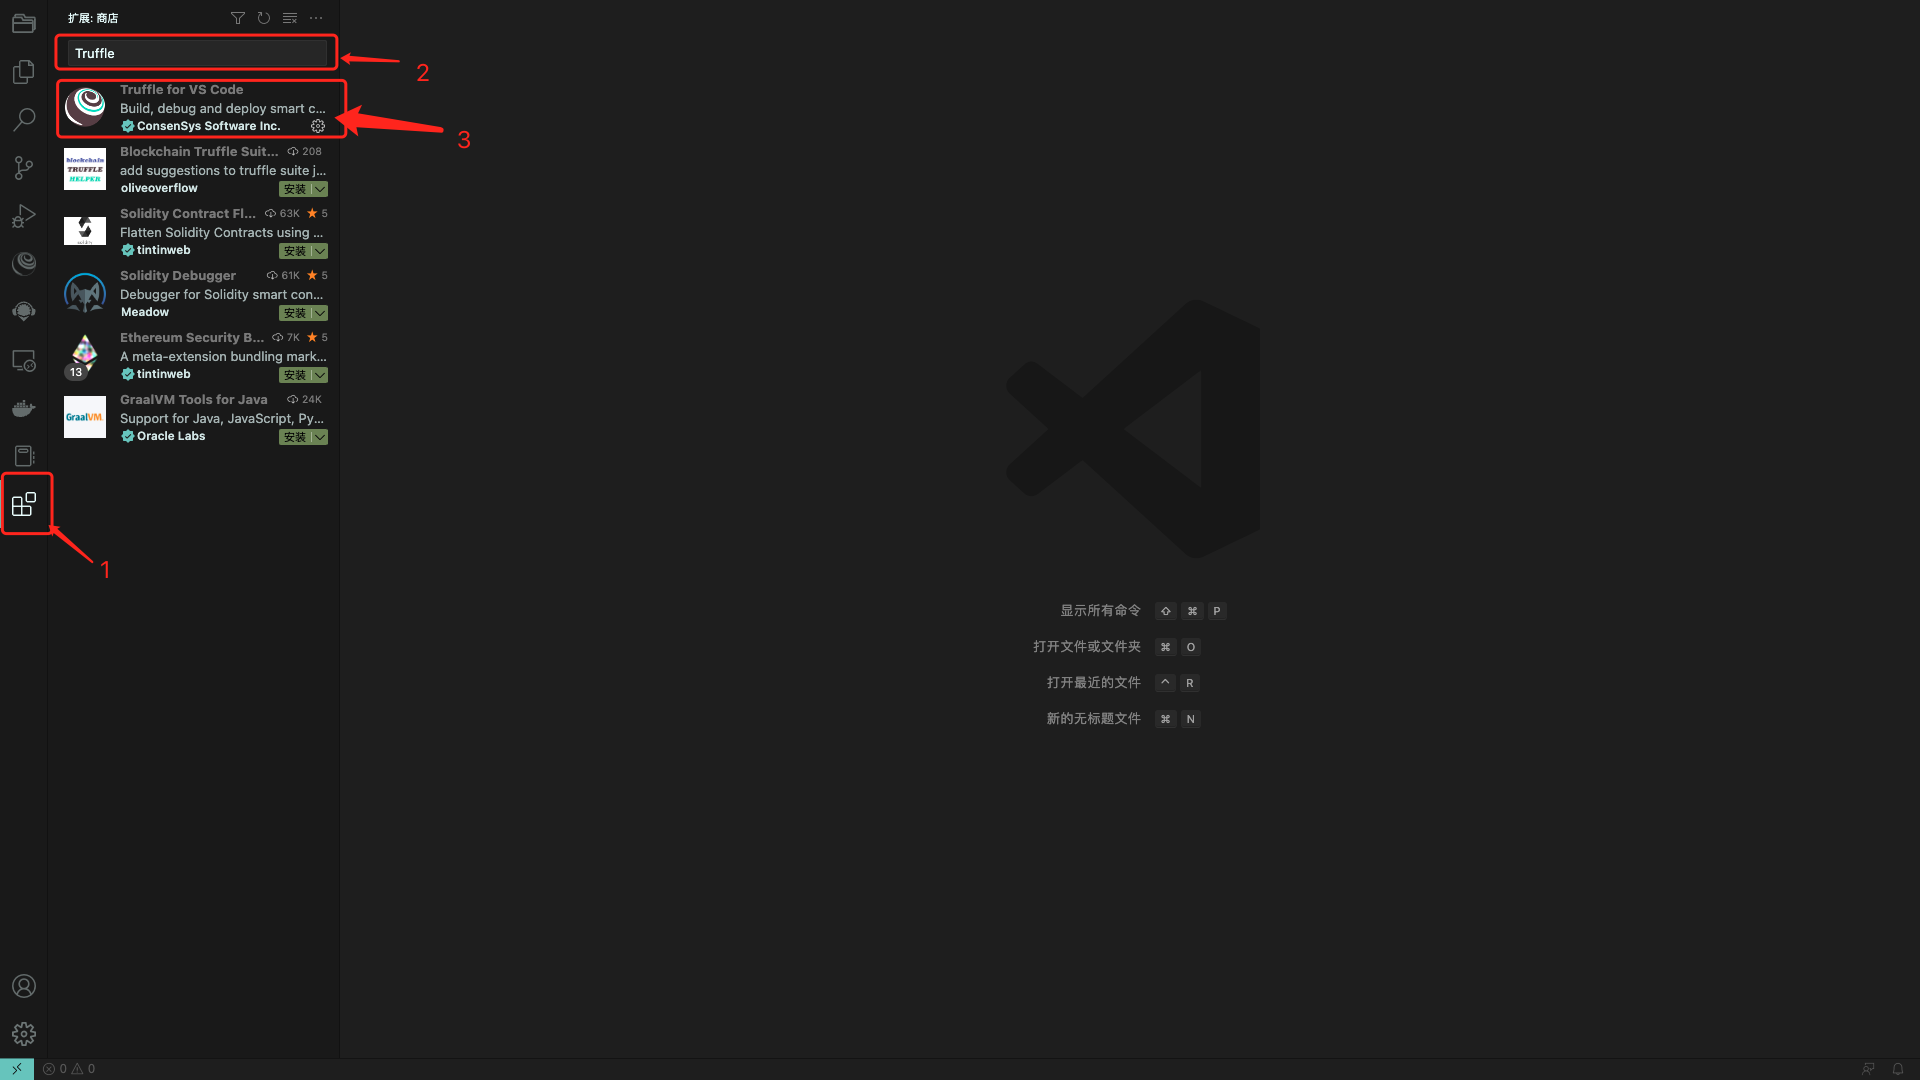 扩展: 商店
Truffle
2
Truffle for VS Code
Build, debug and deploy smart c...
ConsenSys Software Inc.
3
Blockchain Truffle Suit... 208
blockchain
TRUFFLE
HELPER
add suggestions to truffle suite j...
oliveoverflow 安装
Solidity Contract Fl... 63K ★ 5
Flatten Solidity Contracts using ...
solidity
tintinweb 安装
Solidity Debugger 61K ★ 5
Debugger for Solidity smart con...
Meadow 安装
Ethereum Security B... 7K ★ 5
A meta-extension bundling mark...
13
tintinweb 安装
GraalVM Tools for Java 24K
GraalVM
Support for Java, JavaScript, Py...
Oracle Labs 安装
1
显示所有命令 ⇧ ⌘ P
打开文件或文件夹 ⌘ O
打开最近的文件 ^ R
新的无标题文件 ⌘ N
0 0